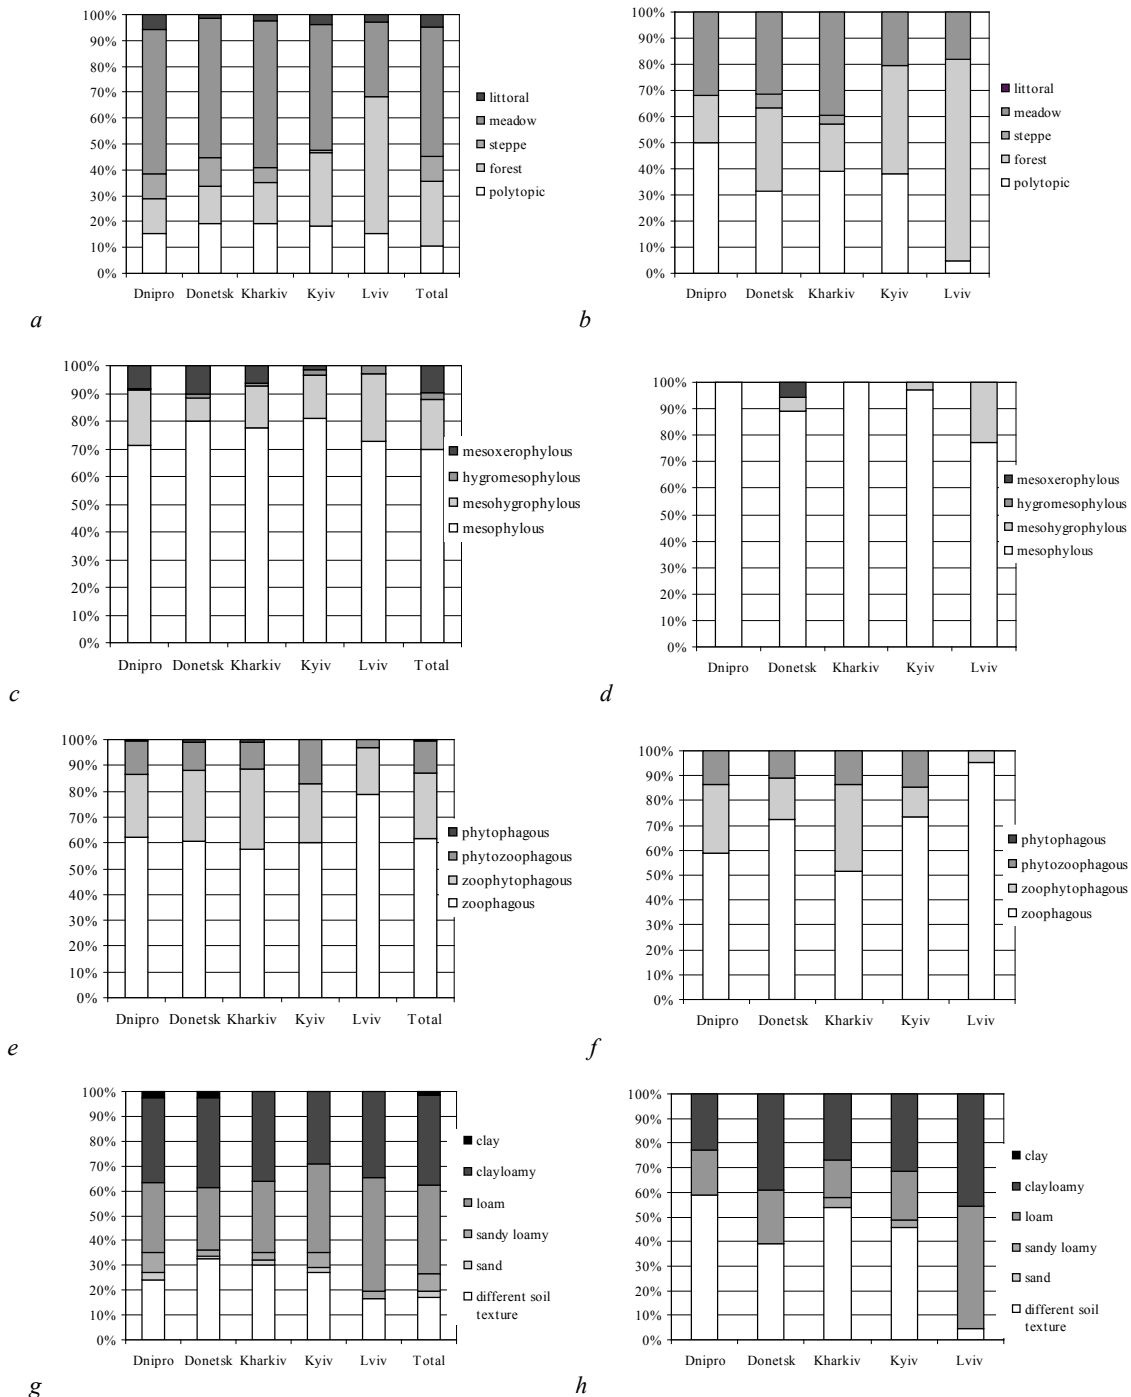 100%
90%
80%
70%
60%
50%
40%
30%
20%
10%
0%
Dnipro Donetsk Kharkiv Kyiv Lviv Total
littoral
meadow
steppe
forest
polytopic
a
100%
90%
80%
70%
60%
50%
40%
30%
20%
10%
0%
Dnipro Donetsk Kharkiv Kyiv Lviv
littoral
meadow
steppe
forest
polytopic
b
100%
90%
80%
70%
60%
50%
40%
30%
20%
10%
0%
Dnipro Donetsk Kharkiv Kyiv Lviv Total
mesoxerophylous
hygromesophylous
mesohygrophylous
mesophylous
c
100%
90%
80%
70%
60%
50%
40%
30%
20%
10%
0%
Dnipro Donetsk Kharkiv Kyiv Lviv
mesoxerophylous
hygromesophylous
mesohygrophylous
mesophylous
d
100%
90%
80%
70%
60%
50%
40%
30%
20%
10%
0%
Dnipro Donetsk Kharkiv Kyiv Lviv Total
phytophagous
phytozoophagous
zoophytophagous
zoophagous
e
100%
90%
80%
70%
60%
50%
40%
30%
20%
10%
0%
Dnipro Donetsk Kharkiv Kyiv Lviv
phytophagous
phytozoophagous
zoophytophagous
zoophagous
f
100%
90%
80%
70%
60%
50%
40%
30%
20%
10%
0%
Dnipro Donetsk Kharkiv Kyiv Lviv Total
clay
clayloamy
loam
sandy loamy
sand
different soil
texture
g
100%
90%
80%
70%
60%
50%
40%
30%
20%
10%
0%
Dnipro Donetsk Kharkiv Kyiv Lviv
clay
clayloamy
loam
sandy loamy
sand
different soil
texture
h